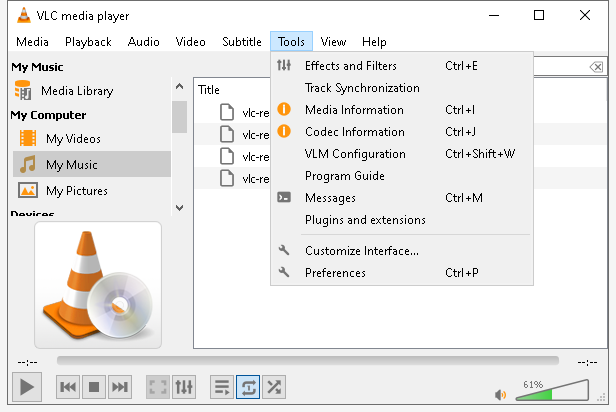 VLC media player
Media Playback Audio Video Subtitle Tools View Help
My Music
Media Library
My Computer
My Videos
My Music
My Pictures
Devices
Title
vlc-re
vlc-re
vlc-re
vlc-re
Effects and Filters Ctrl+E
Track Synchronization
Media Information Ctrl+I
Codec Information Ctrl+J
VLM Configuration Ctrl+Shift+W
Program Guide
Messages Ctrl+M
Plugins and extensions
Customize Interface...
Preferences Ctrl+P
--:-- --:--
61%